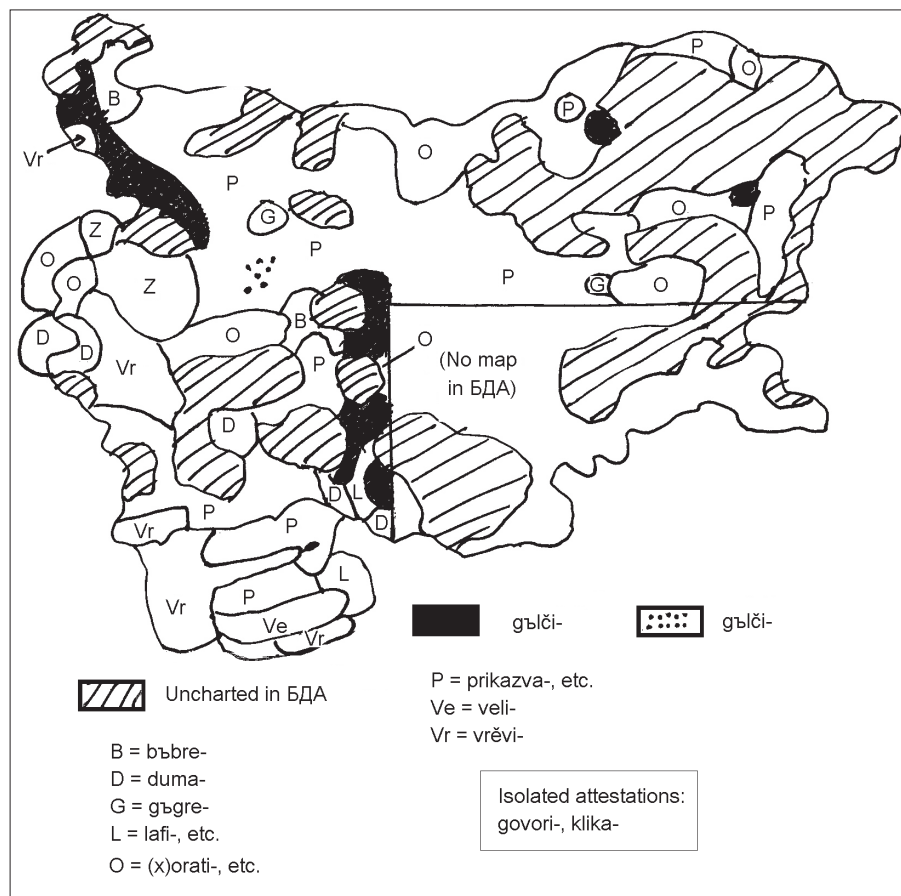 P
O
B
P
O
Vr
P
O
P
G
Z
P
O
P
O
Z
G
O
B
O
O
D
D
(No map
in БДА)
Vr
P
D
D
L
P
D
Vr
P
L
Vr
P
Ve
Vr
gъlči-
gъlči-
Uncharted in БДА
B = bъbre-
D = duma-
G = gъgre-
L = lafi-, etc.
O = (x)orati-, etc.
P = prikazva-, etc.
Ve = veli-
Vr = vrěvi-
Isolated attestations:
govori-, klika-